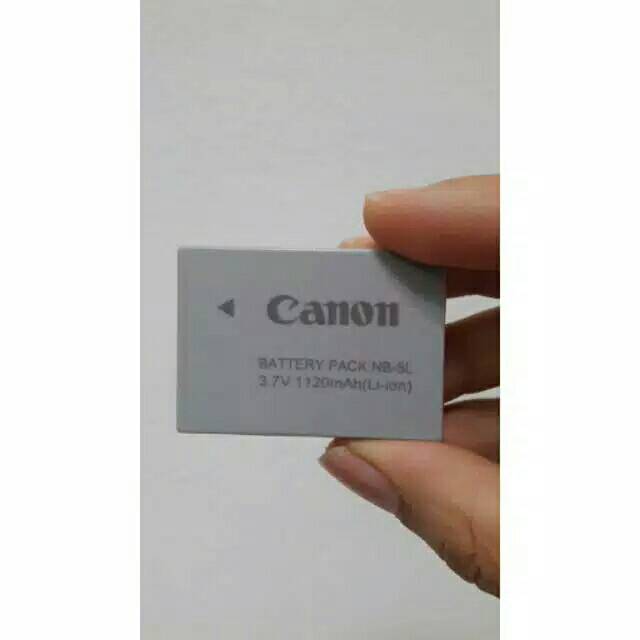 Canon
BATTERY PACK NB-5L
3.7V 1120mAh(Li-ion)